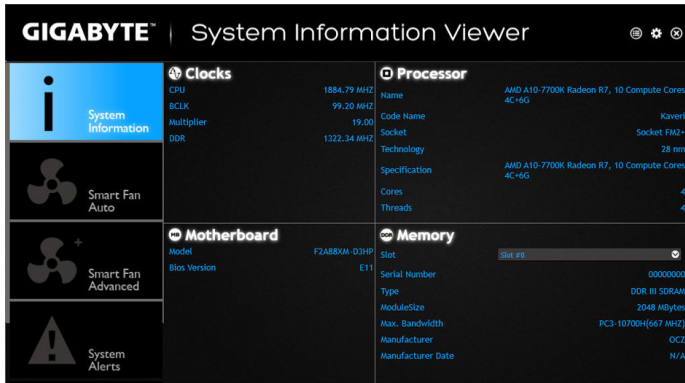 GIGABYTE™ | System Information Viewer
System
Information
Smart Fan
Auto
Smart Fan
Advanced
System
Alerts
Clocks
CPU 1884.79 MHZ
BCLK 99.20 MHZ
Multiplier 19.00
DDR 1322.34 MHZ
Processor
Name AMD A10-7700K Radeon R7, 10 Compute Cores
4C+6G
Code Name Kaveri
Socket Socket FM2+
Technology 28 nm
Specification AMD A10-7700K Radeon R7, 10 Compute Cores
4C+6G
Cores 4
Threads 4
MB Motherboard
Model F2A88XM-D3HP
Bios Version E11
DDR Memory
Slot Slot #0
Serial Number 00000000
Type DDR III SDRAM
ModuleSize 2048 MBytes
Max. Bandwidth PC3-10700H(667 MHZ)
Manufacturer OCZ
Manufacturer Date N/A